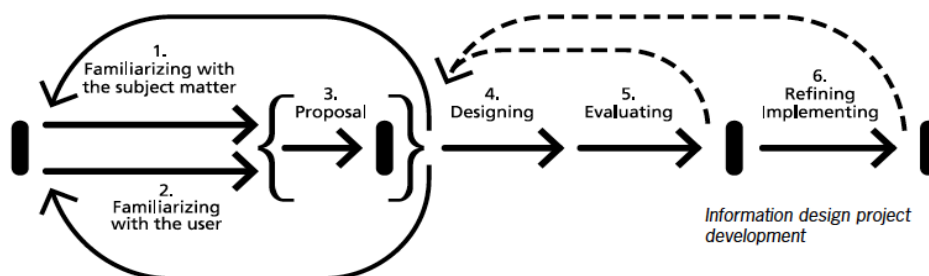 1.
Familiarizing with
the subject matter
2.
Familiarizing
with the user
3.
Proposal
4.
Designing
5.
Evaluating
6.
Refining
Implementing
Information design project
development